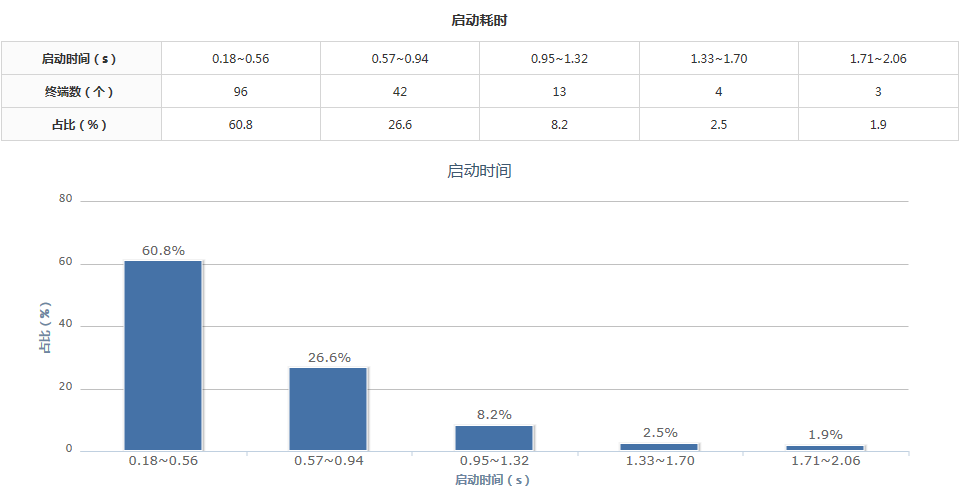 启动耗时
启动时间（s） 0.18~0.56 0.57~0.94 0.95~1.32 1.33~1.70 1.71~2.06
终端数（个） 96 42 13 4 3
占比（%） 60.8 26.6 8.2 2.5 1.9
启动时间
80
60
40
20
0
占比（%）
60.8%
26.6%
8.2%
2.5%
1.9%
0.18~0.56 0.57~0.94 0.95~1.32 1.33~1.70 1.71~2.06
启动时间（s）